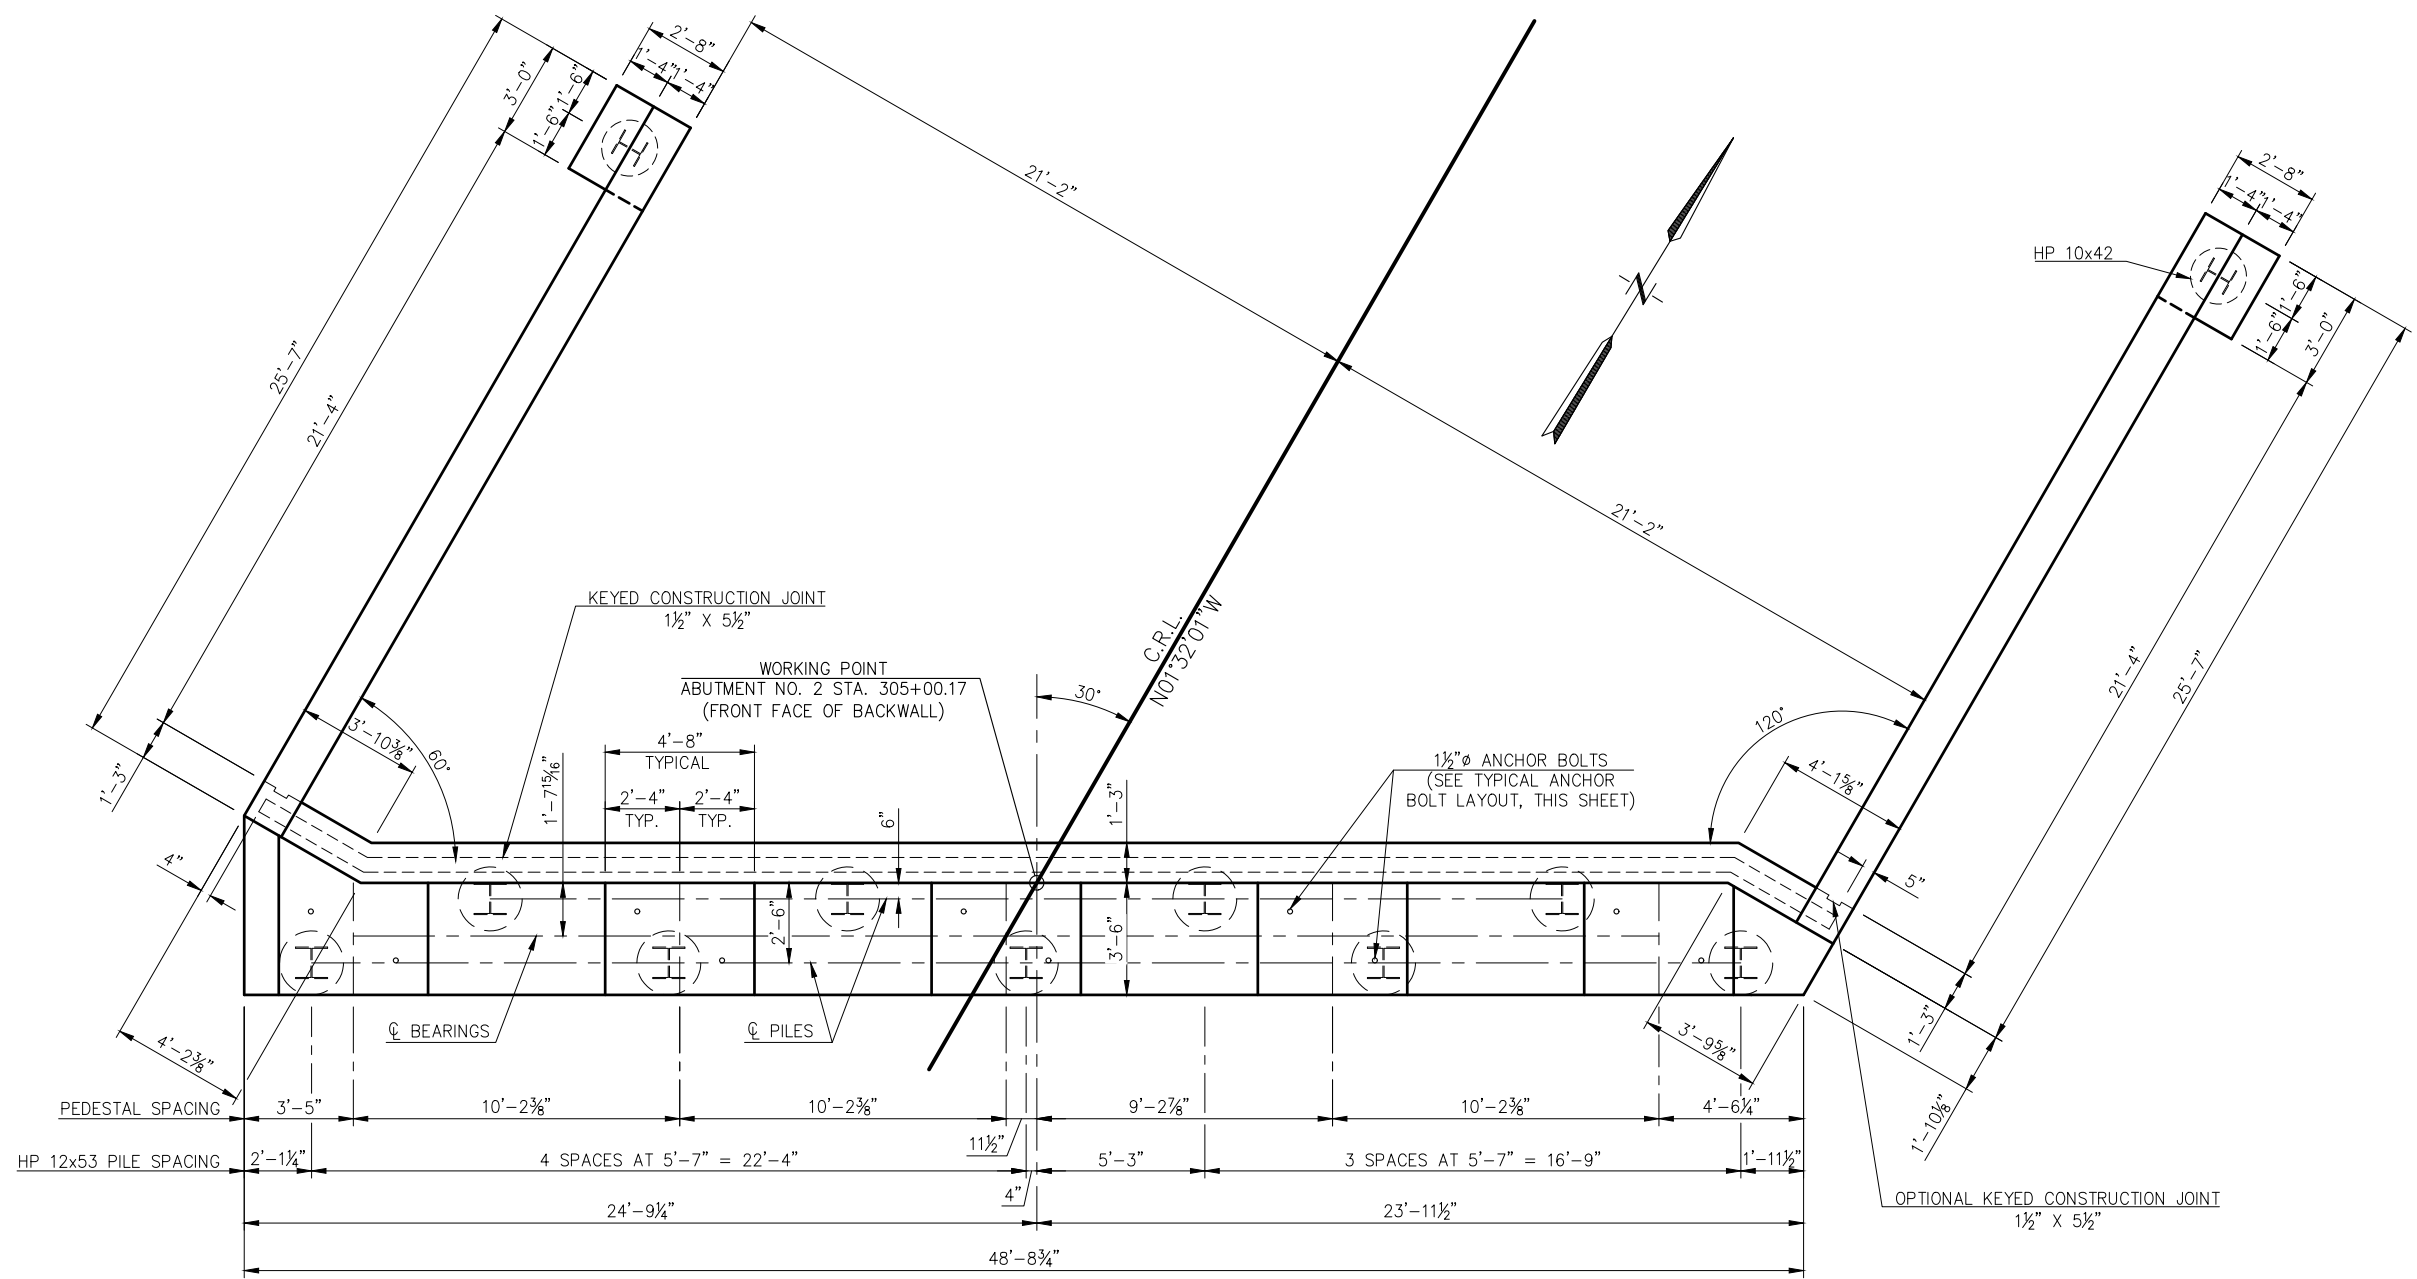 2'-8"
1'-4"
1'-4"
3'-0"
1'-6"
1'-6"
25'-7"
21'-4"
21'-2"
21'-2"
N
2'-8"
1'-4"
1'-4"
HP 10x42
1'-6"
1'-6"
3'-0"
21'-4"
25'-7"
KEYED CONSTRUCTION JOINT
1½" X 5½"
WORKING POINT
ABUTMENT NO. 2 STA. 305+00.17
(FRONT FACE OF BACKWALL)
C.R.L.
N01°32'01"W
30°
120°
60°
3'-10⅜"
1'-3"
4"
4'-8"
TYPICAL
2'-4"
TYP.
2'-4"
TYP.
1'-7 15/16"
6"
1'-3"
2'-6"
3'-6"
1½"ø ANCHOR BOLTS
(SEE TYPICAL ANCHOR
BOLT LAYOUT, THIS SHEET)
4'-1⅝"
5"
℄ BEARINGS
℄ PILES
4'-2⅜"
3'-9⅝"
1'-3"
1'-10⅛"
PEDESTAL SPACING
3'-5"
10'-2⅜"
10'-2⅜"
11½"
9'-2⅞"
10'-2⅜"
4'-6¼"
HP 12x53 PILE SPACING
2'-1¼"
4 SPACES AT 5'-7" = 22'-4"
4"
5'-3"
3 SPACES AT 5'-7" = 16'-9"
1'-11½"
OPTIONAL KEYED CONSTRUCTION JOINT
1½" X 5½"
24'-9¼"
23'-11½"
48'-8¾"